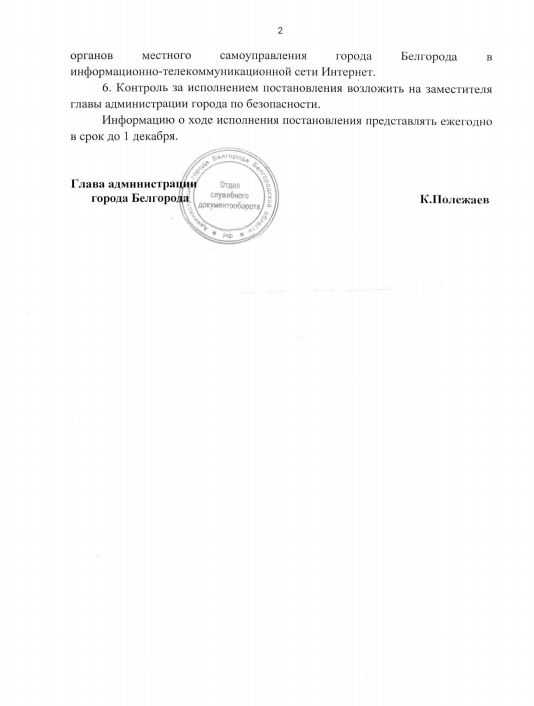 2
органов местного самоуправления города Белгорода в
информационно-телекоммуникационной сети Интернет.
6. Контроль за исполнением постановления возложить на заместителя
главы администрации города по безопасности.
Информацию о ходе исполнения постановления представлять ежегодно
в срок до 1 декабря.
Администрация города Белгорода Белгородской области
* РФ *
Отдел
служебного
документооборота
Глава администрации
города Белгорода
К.Полежаев